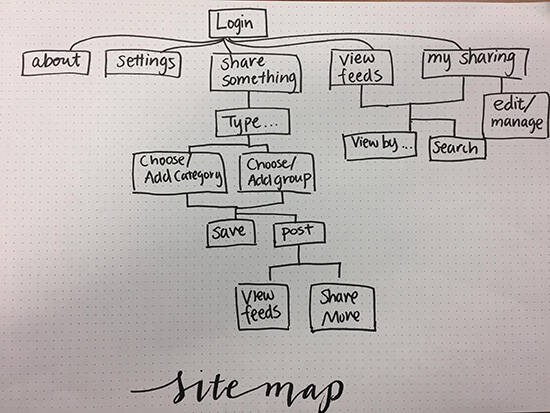 Login
about
settings
share
something
view
feeds
my sharing
edit/
manage
Type...
View by...
Search
Choose/
Add Category
Choose/
Add group
save
post
View
feeds
Share
More
site map